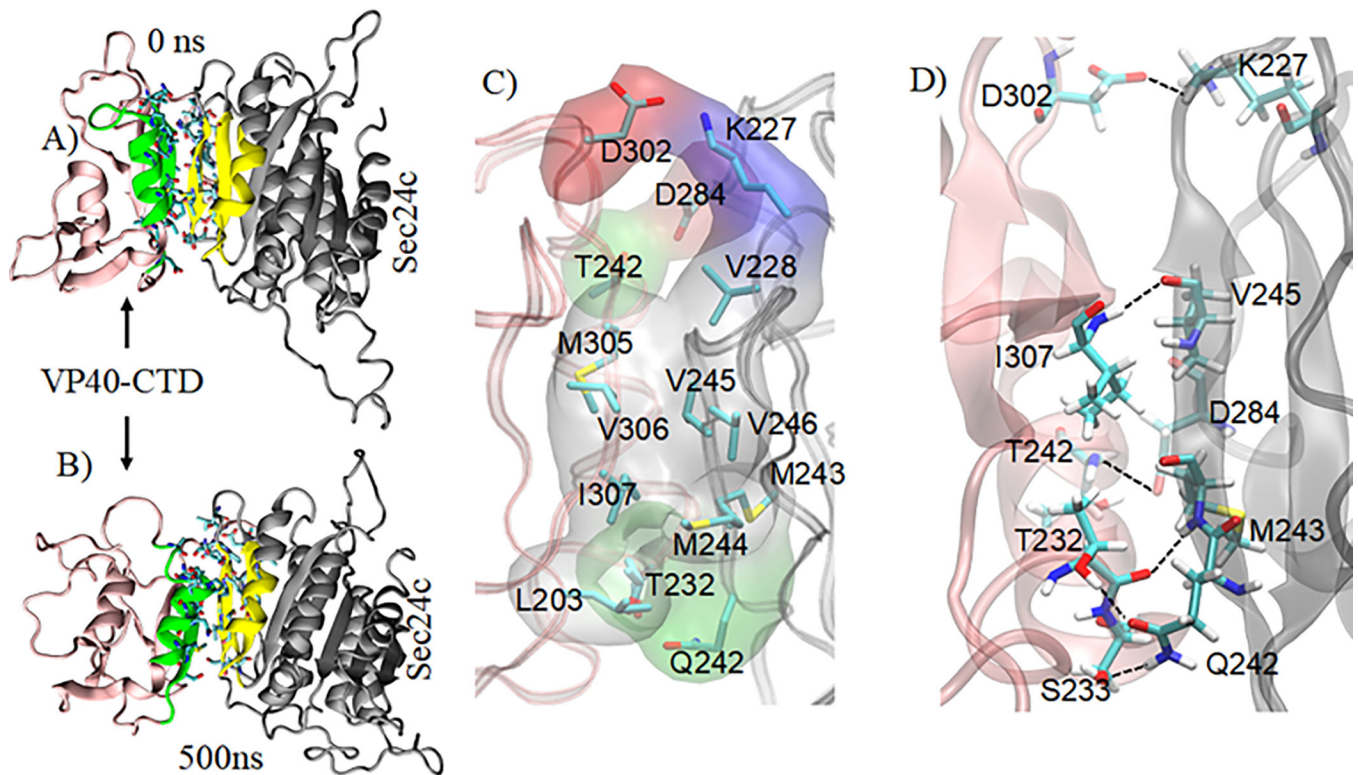 0 ns
A)
Sec24c
VP40-CTD
B)
Sec24c
500ns
C)
D302
K227
D284
T242
V228
M305
V245
V306
V246
M243
I307
M244
T232
L203
Q242
D)
D302
K227
V245
I307
D284
T242
M243
T232
Q242
S233